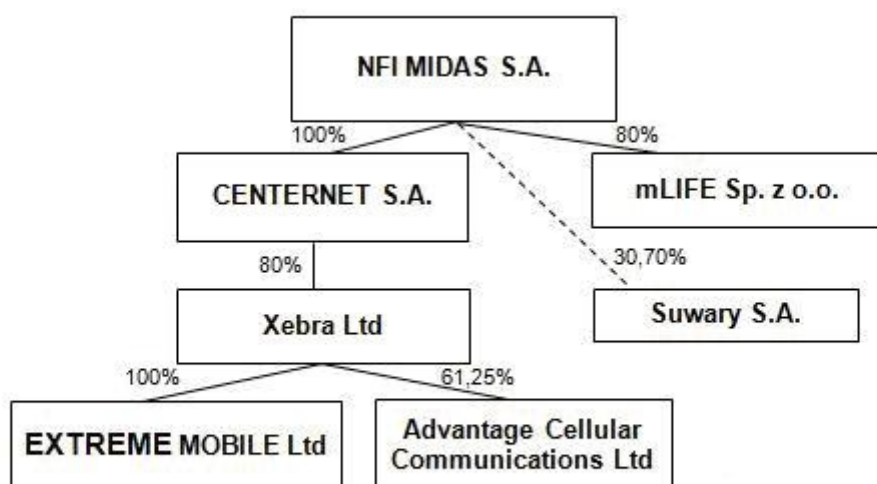 NFI MIDAS S.A.
100%
80%
CENTERNET S.A.
mLIFE Sp. z o.o.
80%
30,70%
Xebra Ltd
Suwary S.A.
100%
61,25%
EXTREME MOBILE Ltd
Advantage Cellular
Communications Ltd